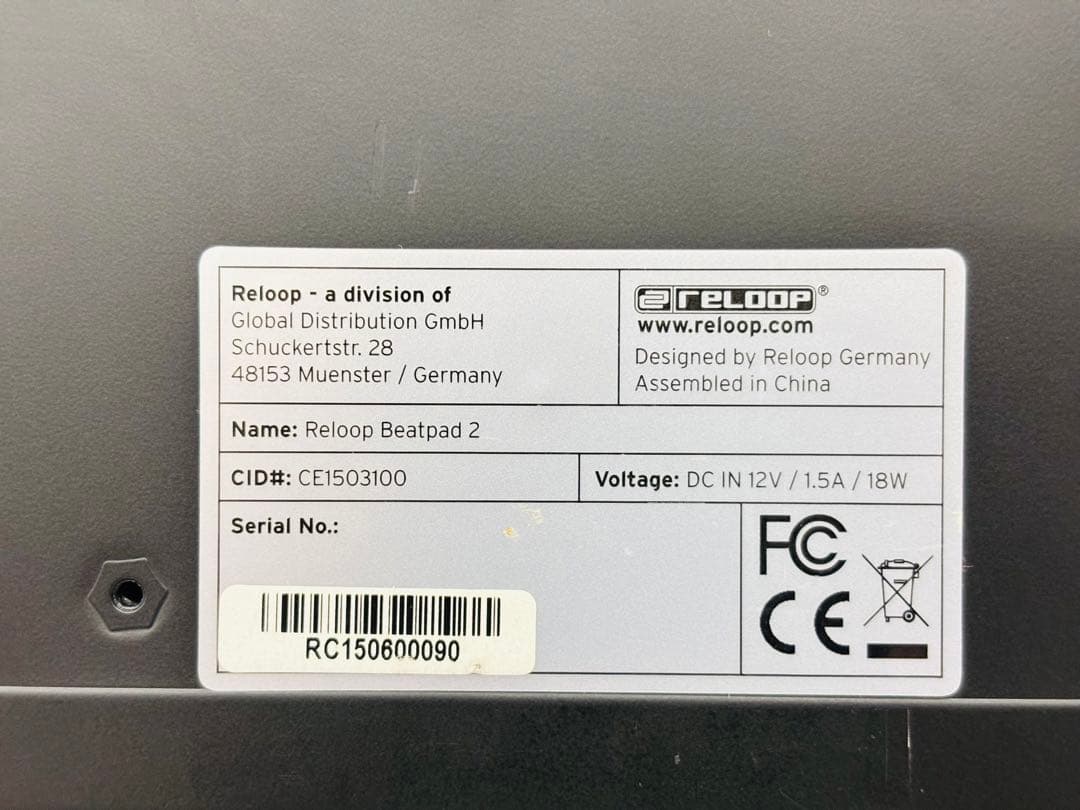 Reloop - a division of
Global Distribution GmbH
Schuckertstr. 28
48153 Muenster / Germany
RELOOP®
www.reloop.com
Designed by Reloop Germany
Assembled in China
Name: Reloop Beatpad 2
CID#: CE1503100
Voltage: DC IN 12V / 1.5A / 18W
Serial No.:
RC150600090
FC
CE